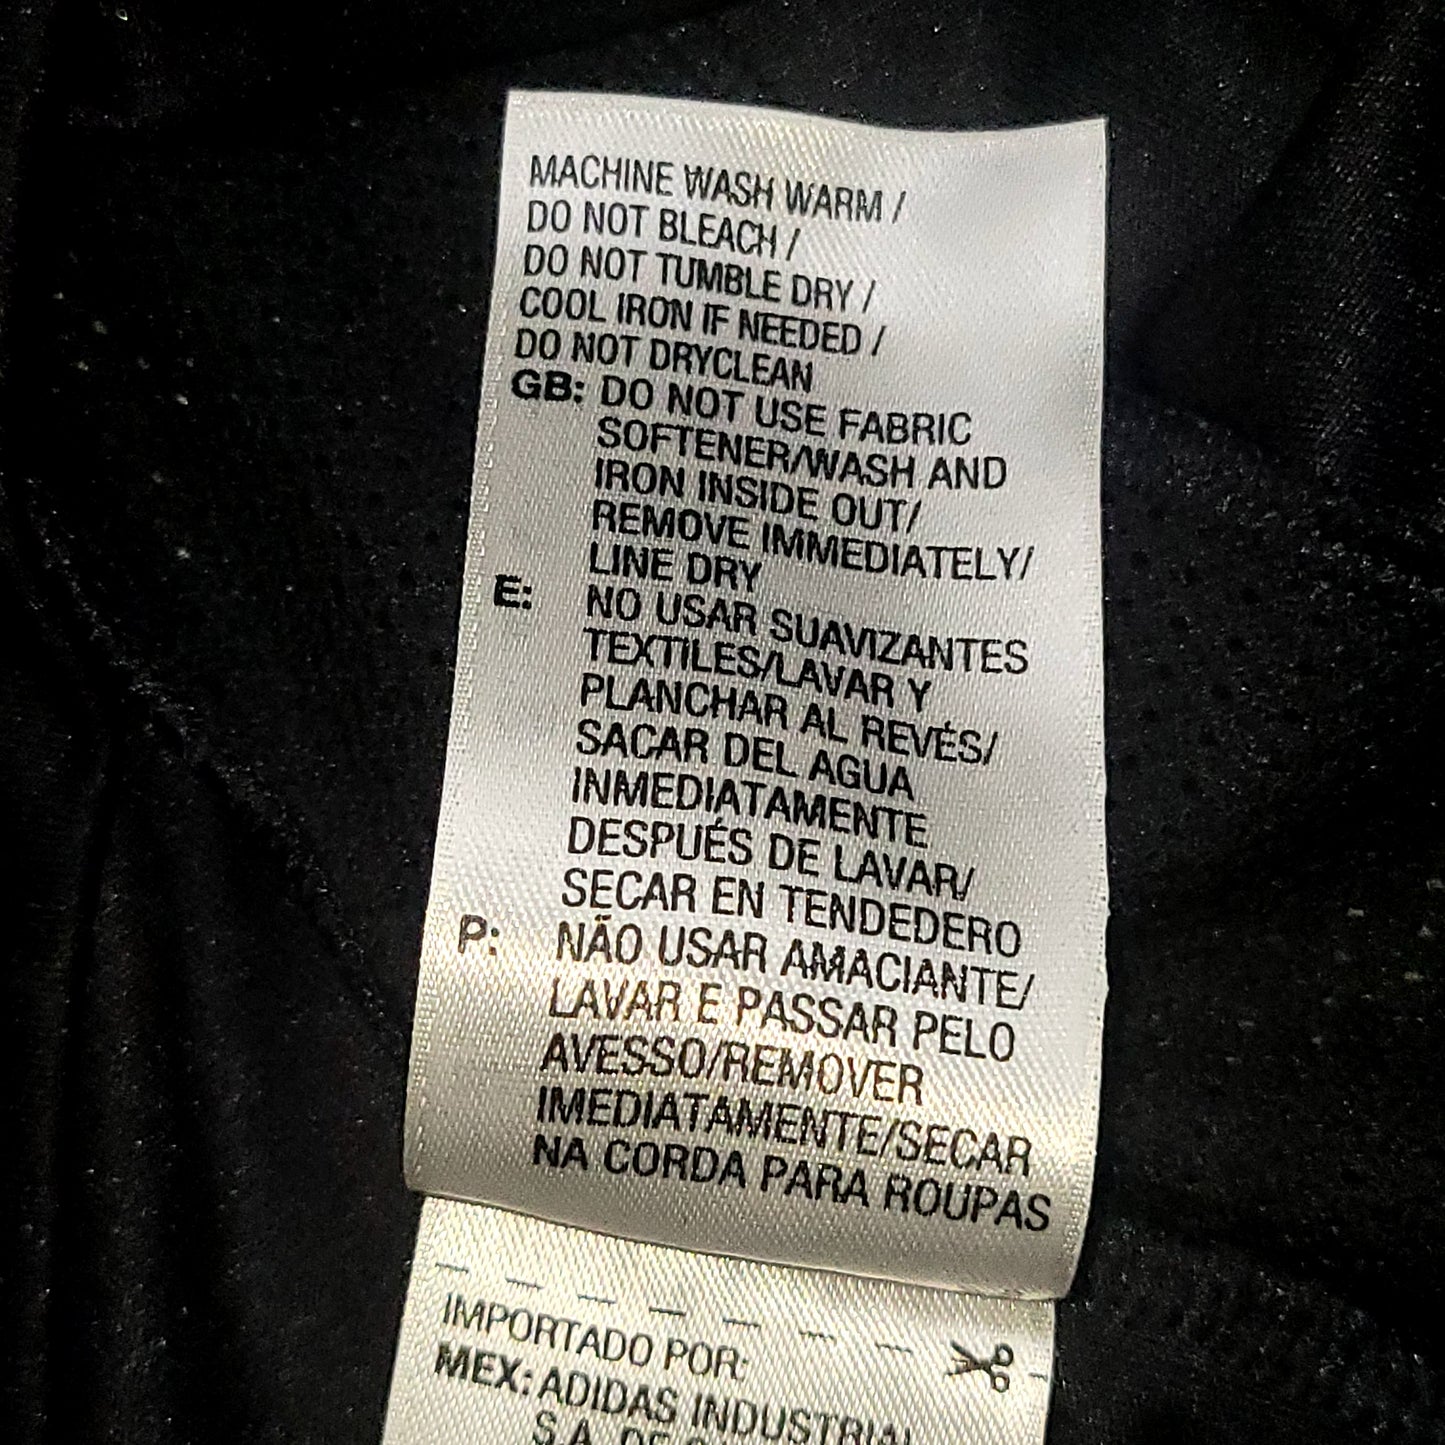 MACHINE WASH WARM /
DO NOT BLEACH /
DO NOT TUMBLE DRY /
COOL IRON IF NEEDED /
DO NOT DRYCLEAN
GB: DO NOT USE FABRIC
SOFTENER/WASH AND
IRON INSIDE OUT/
REMOVE IMMEDIATELY/
LINE DRY
E: NO USAR SUAVIZANTES
TEXTILES/LAVAR Y
PLANCHAR AL REVÉS/
SACAR DEL AGUA
INMEDIATAMENTE
DESPUÉS DE LAVAR/
SECAR EN TENDEDERO
P: NÃO USAR AMACIANTE/
LAVAR E PASSAR PELO
AVESSO/REMOVER
IMEDIATAMENTE/SECAR
NA CORDA PARA ROUPAS
IMPORTADO POR:
MEX: ADIDAS INDUSTRIAL
S.A. DE